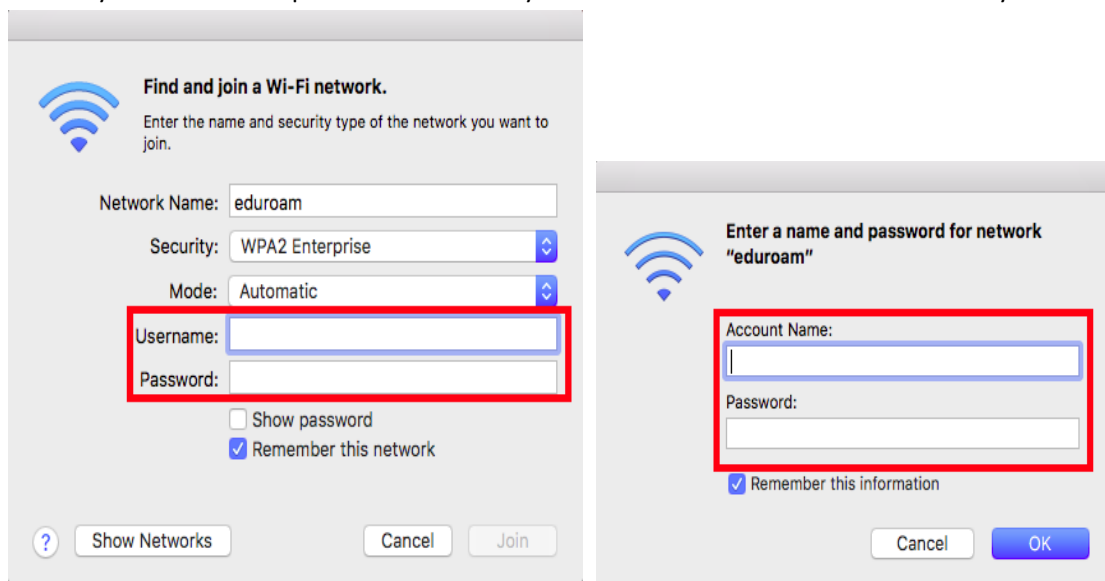 Find and join a Wi-Fi network.
Enter the name and security type of the network you want to
join.
Network Name: eduroam
Security: WPA2 Enterprise
Mode: Automatic
Username:
Password:
Show password
Remember this network
? Show Networks Cancel Join
Enter a name and password for network
“eduroam”
Account Name:
Password:
Remember this information
Cancel OK